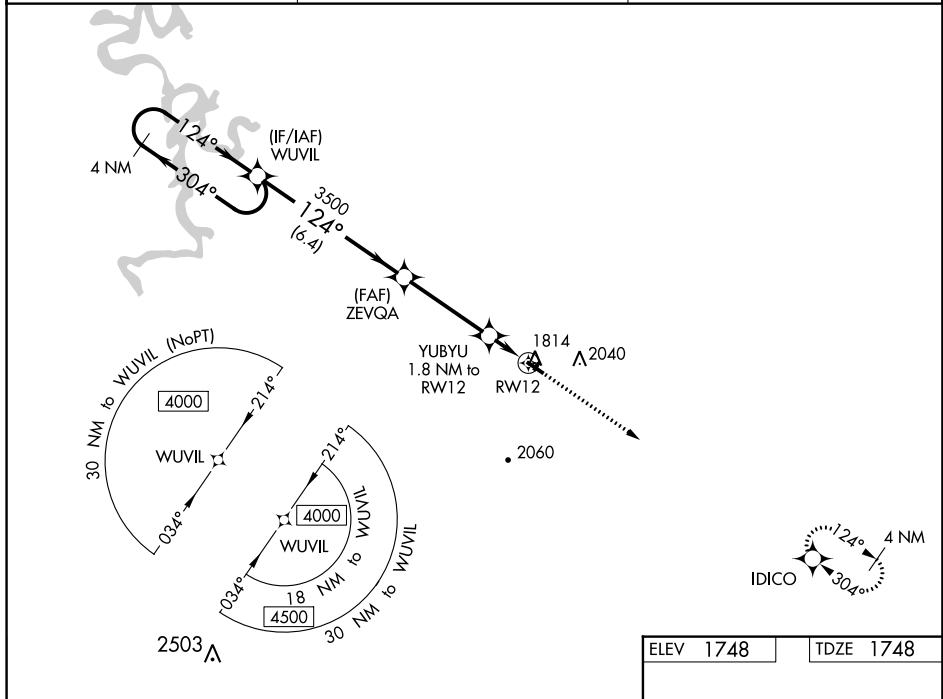 124°
304°
4 NM
(IF/IAF)
WUVIL
3500
124°
(6.4)
(FAF)
ZEVQA
YUBYU
1.8 NM to
RW12
RW12
1814
2040
2060
30 NM to WUVIL (NoPT)
4000
214°
WUVIL
034°
214°
4000
WUVIL
034°
18 NM to WUVIL
4500
30 NM to WUVIL
2503
124°
4 NM
IDICO
304°
ELEV 1748
TDZE 1748